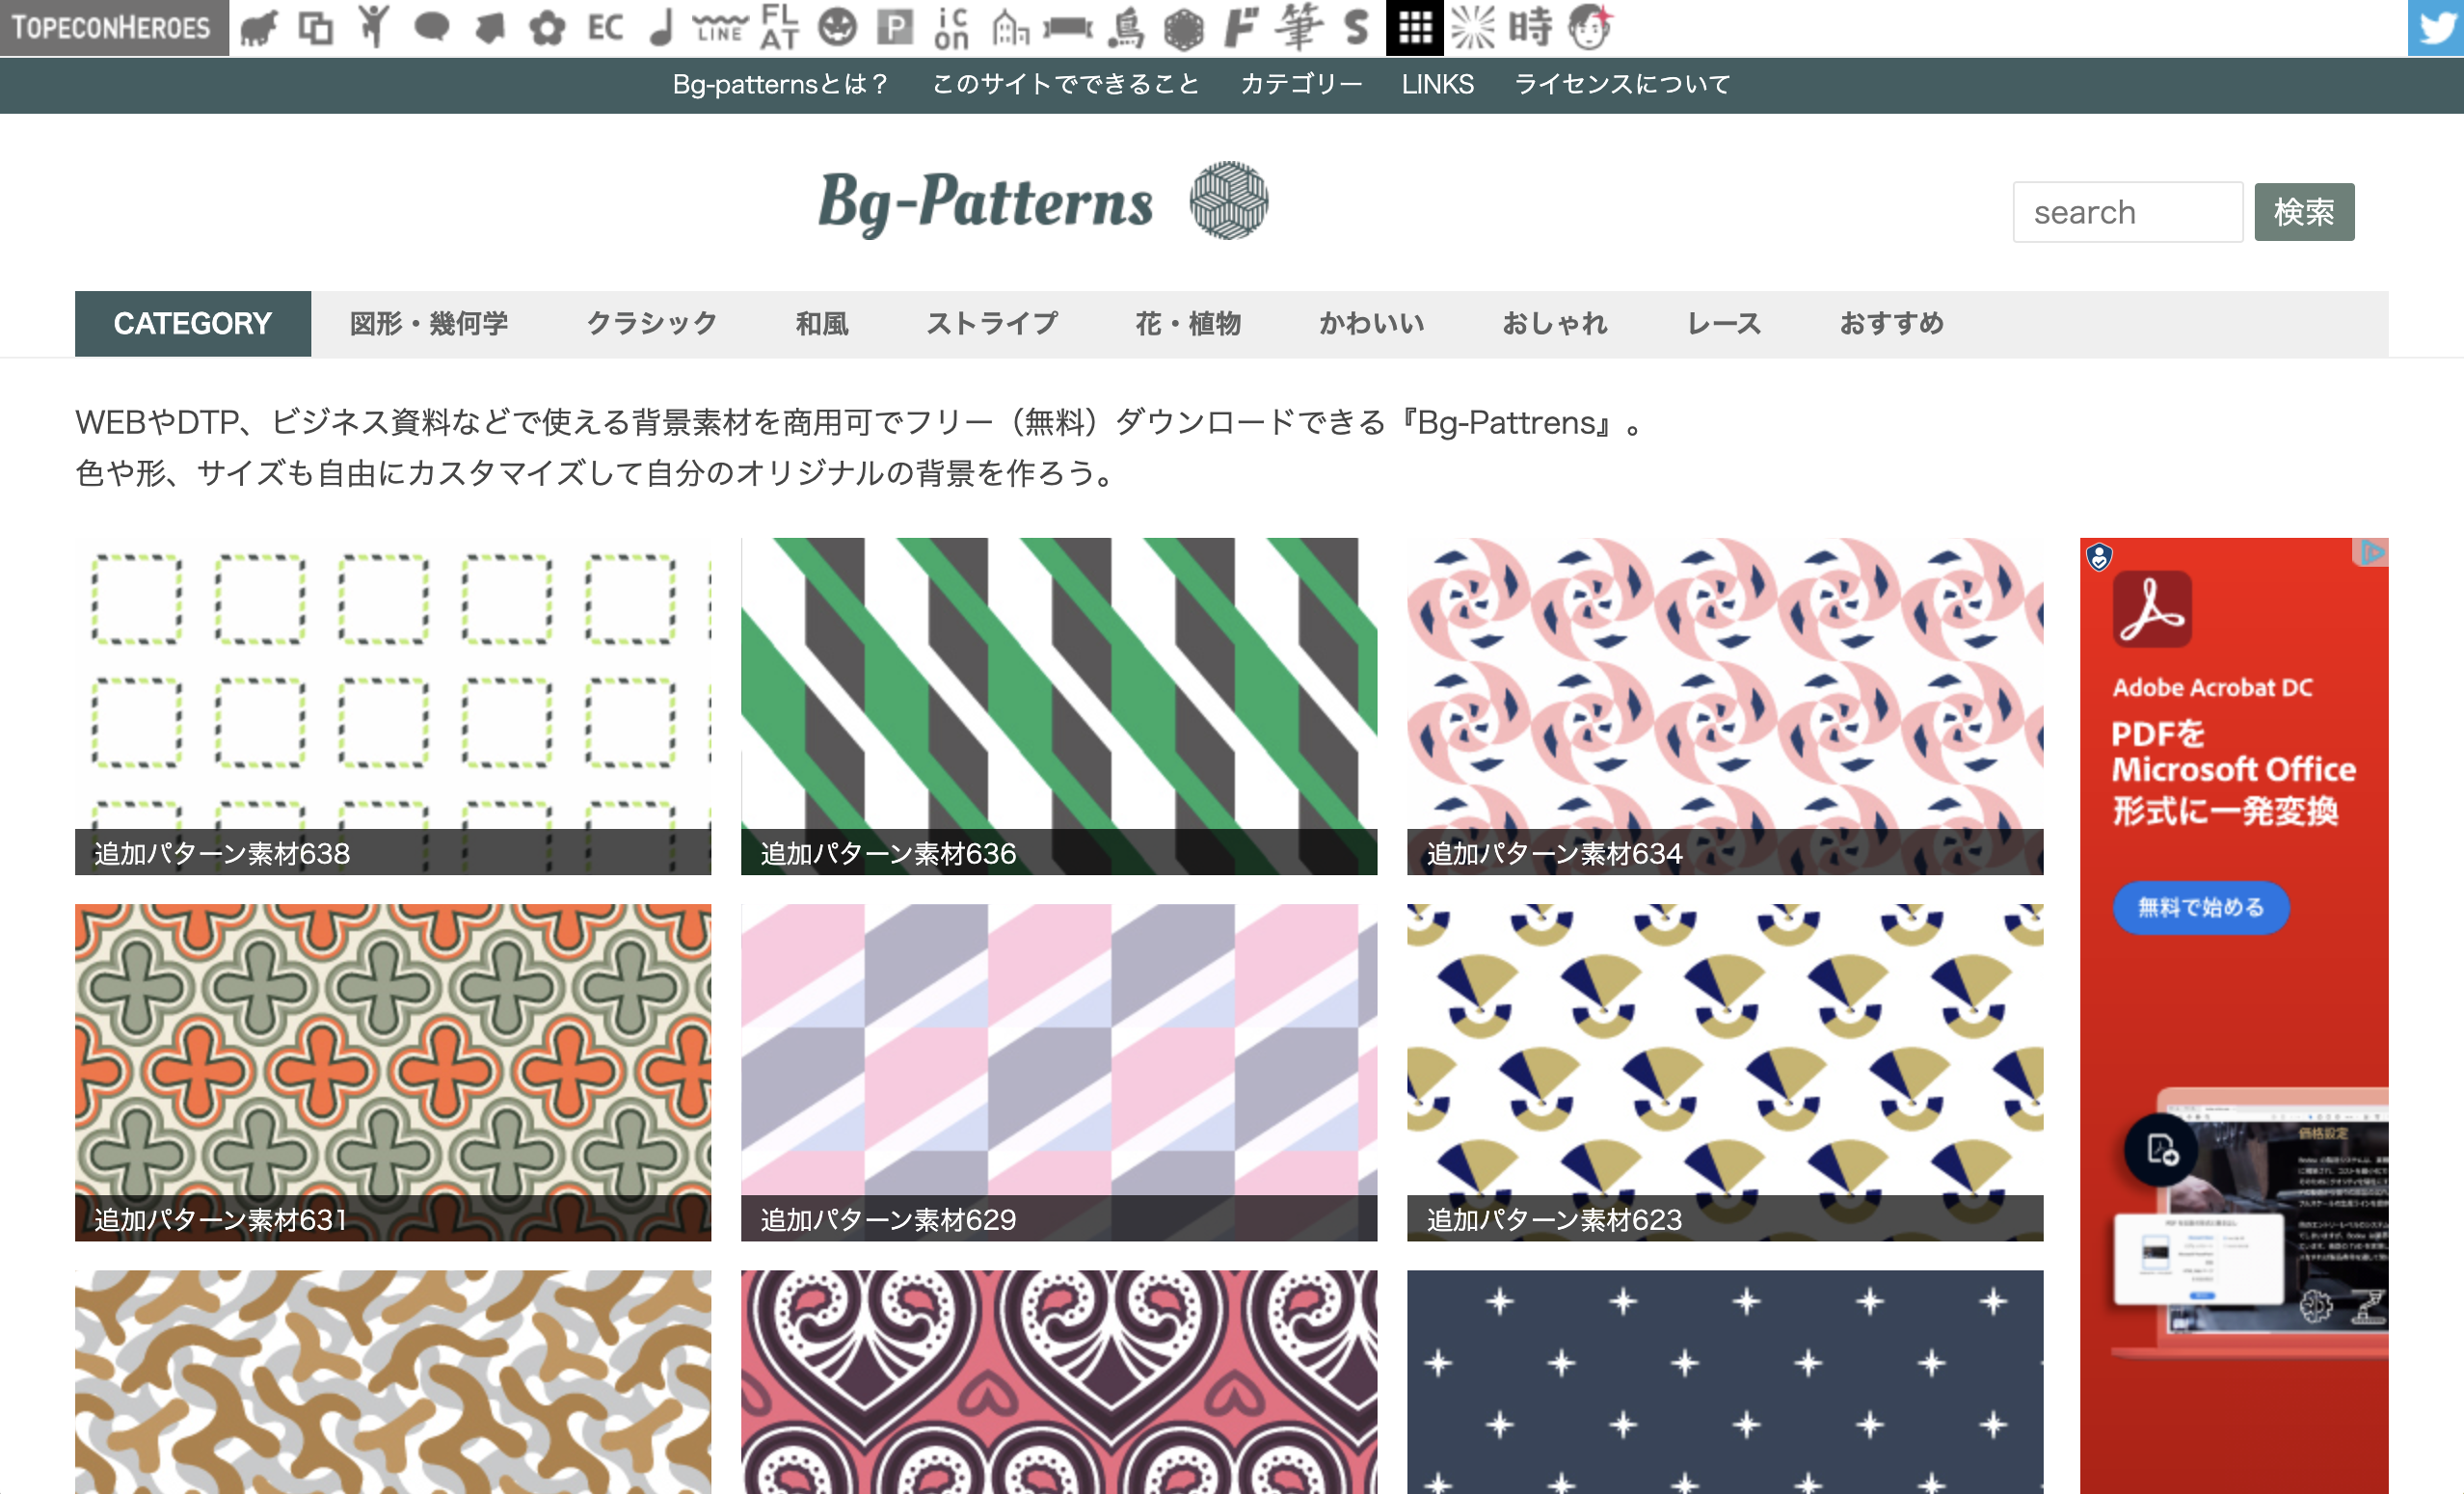 TOPECONHEROES
EC
LINE
FL
AT
P
ic
on
鳥
F
筆
S
時
Bg-patternsとは？ このサイトでできること カテゴリー LINKS ライセンスについて
Bg-Patterns
search 検索
CATEGORY 図形・幾何学 クラシック 和風 ストライプ 花・植物 かわいい おしゃれ レース おすすめ
WEBやDTP、ビジネス資料などで使える背景素材を商用可でフリー（無料）ダウンロードできる『Bg-Pattrens』。
色や形、サイズも自由にカスタマイズして自分のオリジナルの背景を作ろう。
追加パターン素材638
追加パターン素材636
追加パターン素材634
追加パターン素材631
追加パターン素材629
追加パターン素材623
Adobe Acrobat DC
PDFを
Microsoft Office
形式に一発変換
無料で始める
価格設定